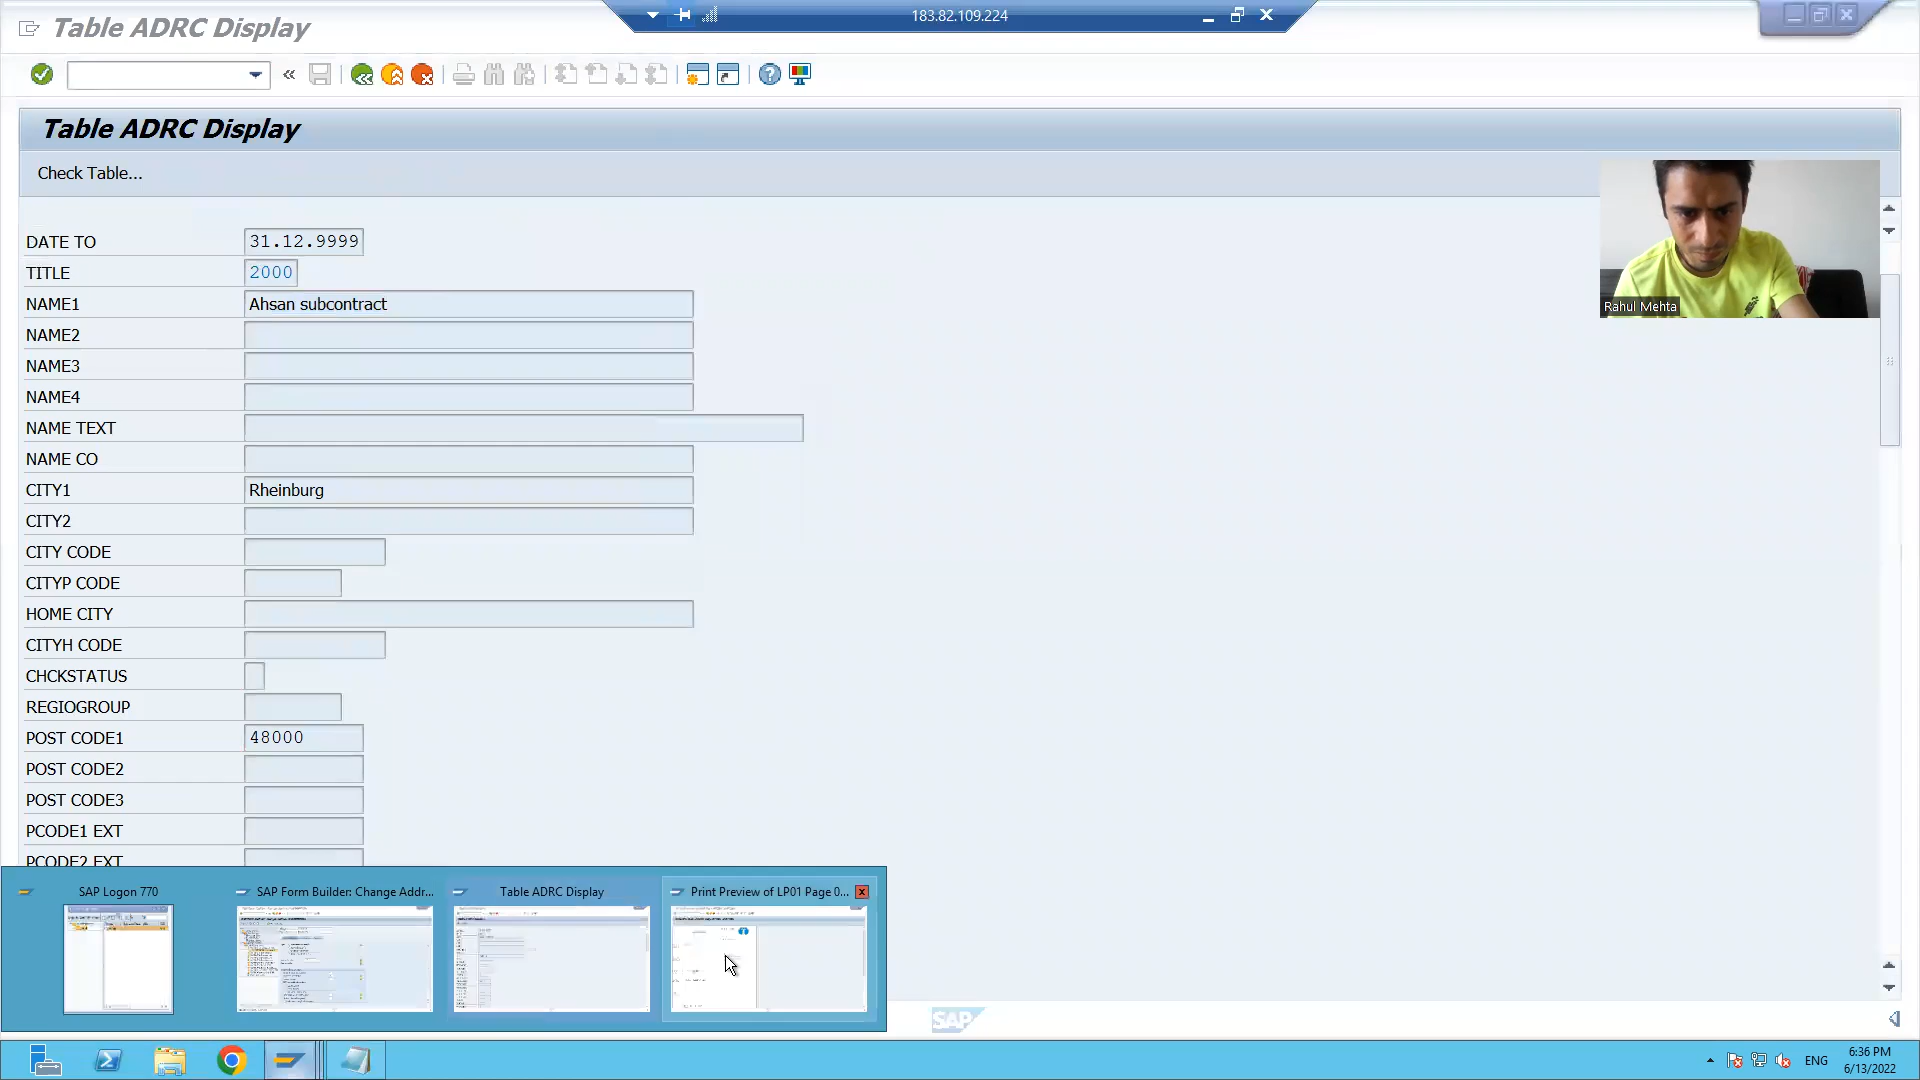 Table ADRC Display
183.82.109.224
Table ADRC Display
Check Table...
DATE TO 31.12.9999
TITLE 2000
NAME1 Ahsan subcontract
NAME2
NAME3
NAME4
NAME TEXT
NAME CO
CITY1 Rheinburg
CITY2
CITY CODE
CITYP CODE
HOME CITY
CITYH CODE
CHCKSTATUS
REGIOGROUP
POST CODE1 48000
POST CODE2
POST CODE3
PCODE1 EXT
PCODE2 EXT
Rahul Mehta
SAP Logon 770
SAP Form Builder: Change Addr...
Table ADRC Display
Print Preview of LP01 Page 0...
SAP
ENG
6:36 PM
6/13/2022